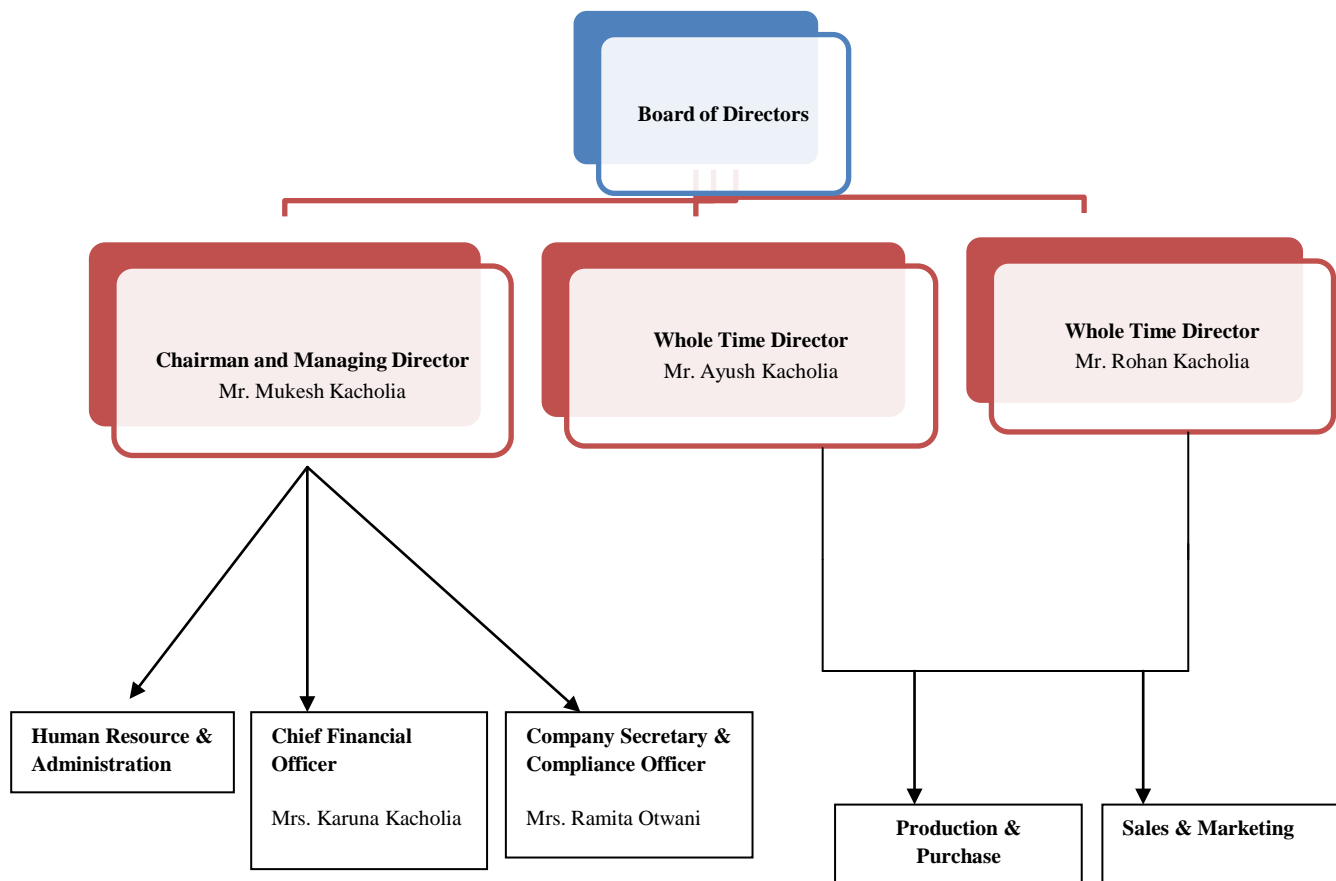 Board of Directors
Chairman and Managing Director
Mr. Mukesh Kacholia
Whole Time Director
Mr. Ayush Kacholia
Whole Time Director
Mr. Rohan Kacholia
Human Resource &
Administration
Chief Financial
Officer
Mrs. Karuna Kacholia
Company Secretary &
Compliance Officer
Mrs. Ramita Otwani
Production &
Purchase
Sales & Marketing